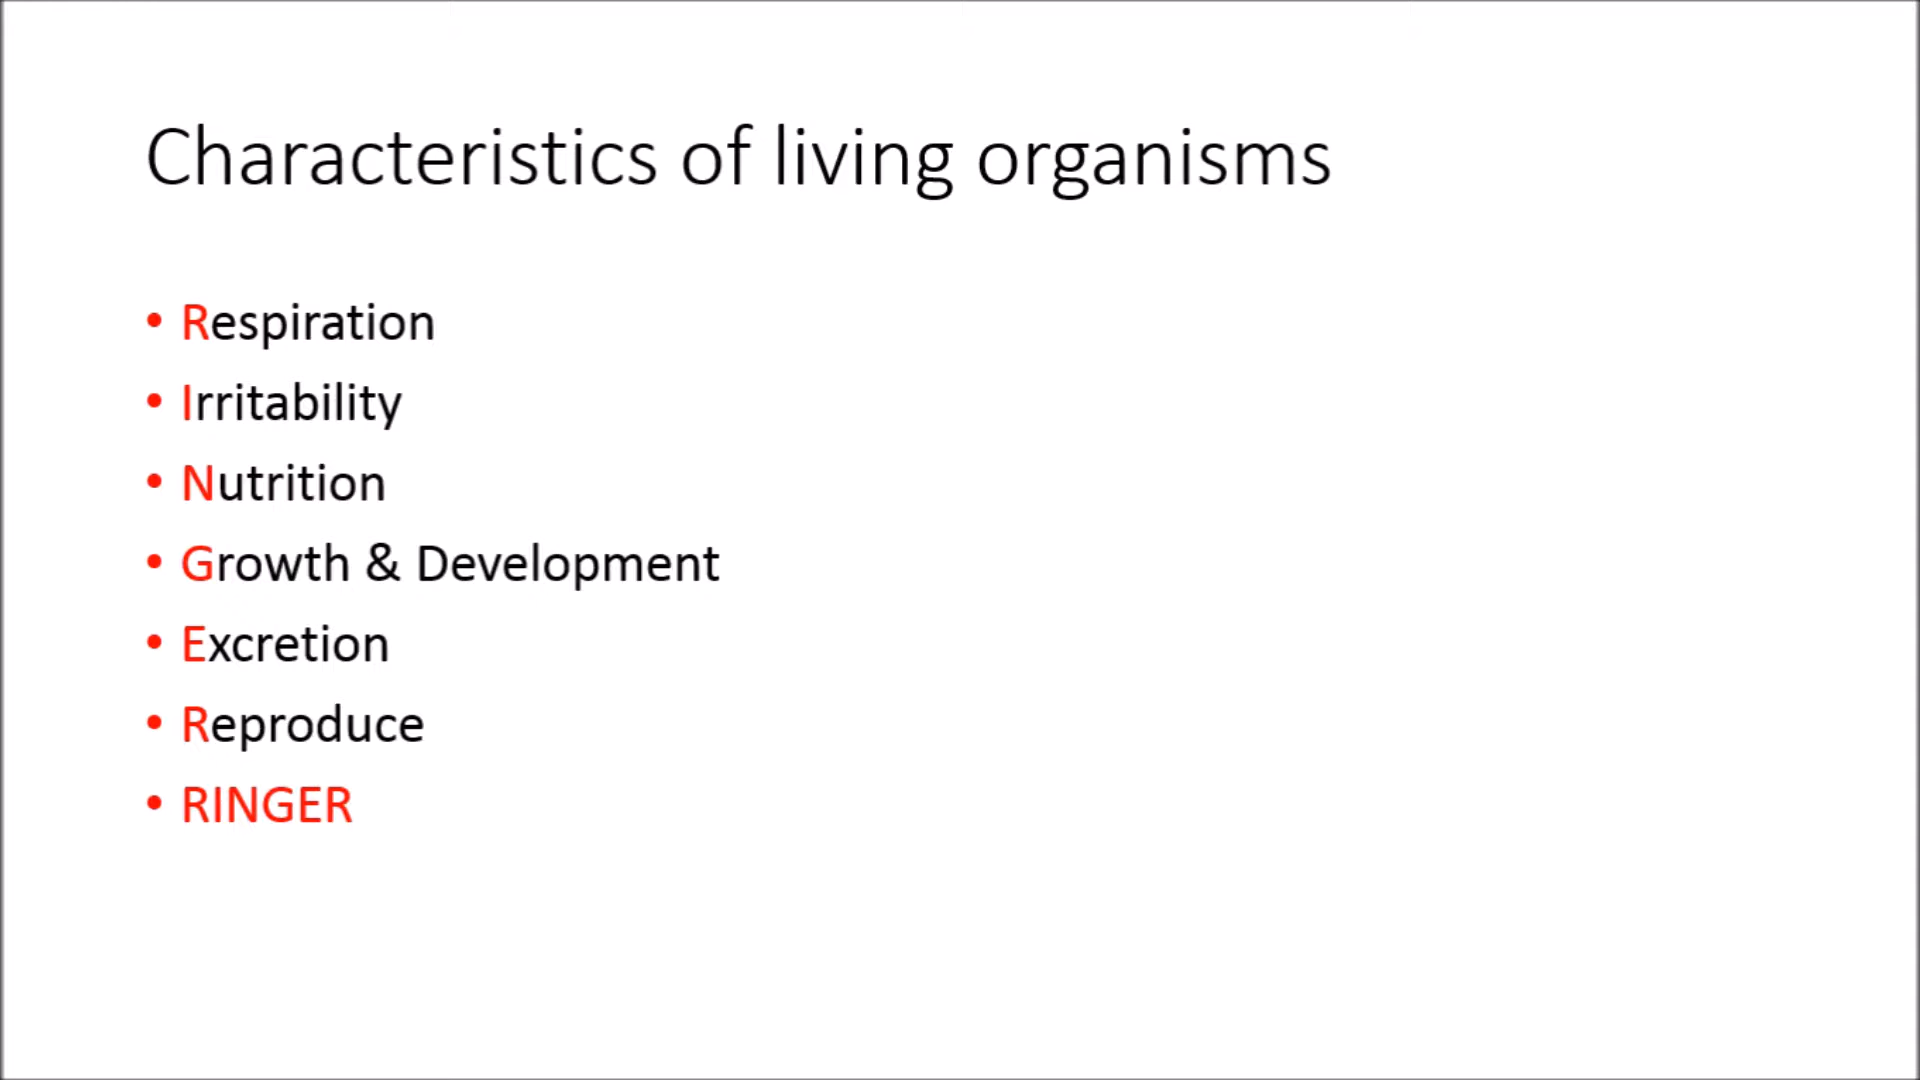 Characteristics of living organisms
• Respiration
• Irritability
• Nutrition
• Growth & Development
• Excretion
• Reproduce
• RINGER